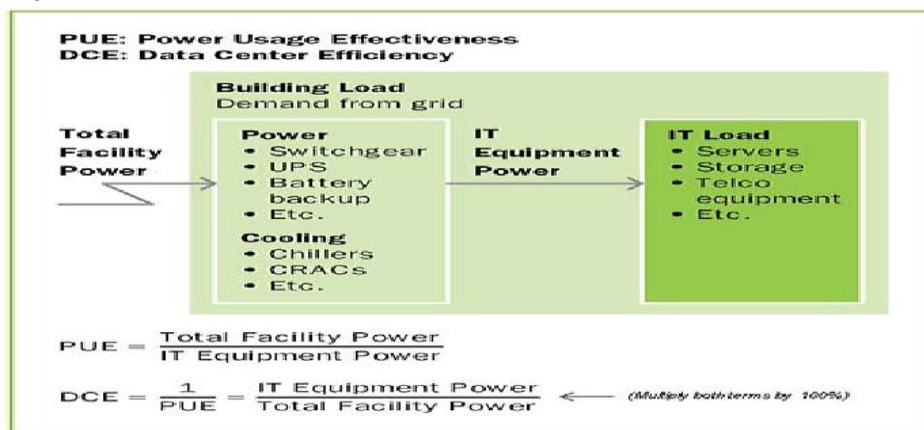 PUE: Power Usage Effectiveness
DCE: Data Center Efficiency
Building Load
Demand from grid
Total
Facility
Power
Power
• Switchgear
• UPS
• Battery
backup
• Etc.
Cooling
• Chillers
• CRACs
• Etc.
IT
Equipment
Power
IT Load
• Servers
• Storage
• Telco
equipment
• Etc.
PUE = Total Facility Power
IT Equipment Power
DCE = 1 = IT Equipment Power
PUE Total Facility Power
(Multiply both terms by 100%)